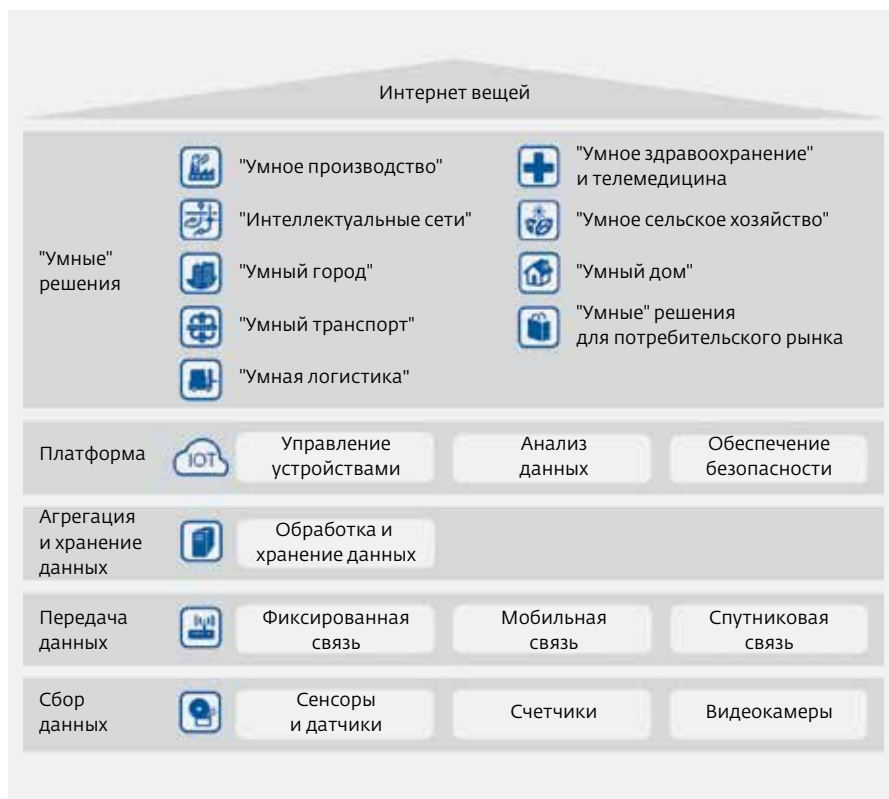 Интернет вещей
"Умные"
решения
"Умное производство"
"Интеллектуальные сети"
"Умный город"
"Умный транспорт"
"Умная логистика"
"Умное здравоохранение"
и телемедицина
"Умное сельское хозяйство"
"Умный дом"
"Умные" решения
для потребительского рынка
Платформа
IOT
Управление
устройствами
Анализ
данных
Обеспечение
безопасности
Агрегация
и хранение
данных
Обработка и
хранение данных
Передача
данных
Фиксированная
связь
Мобильная
связь
Спутниковая
связь
Сбор
данных
Сенсоры
и датчики
Счетчики
Видеокамеры